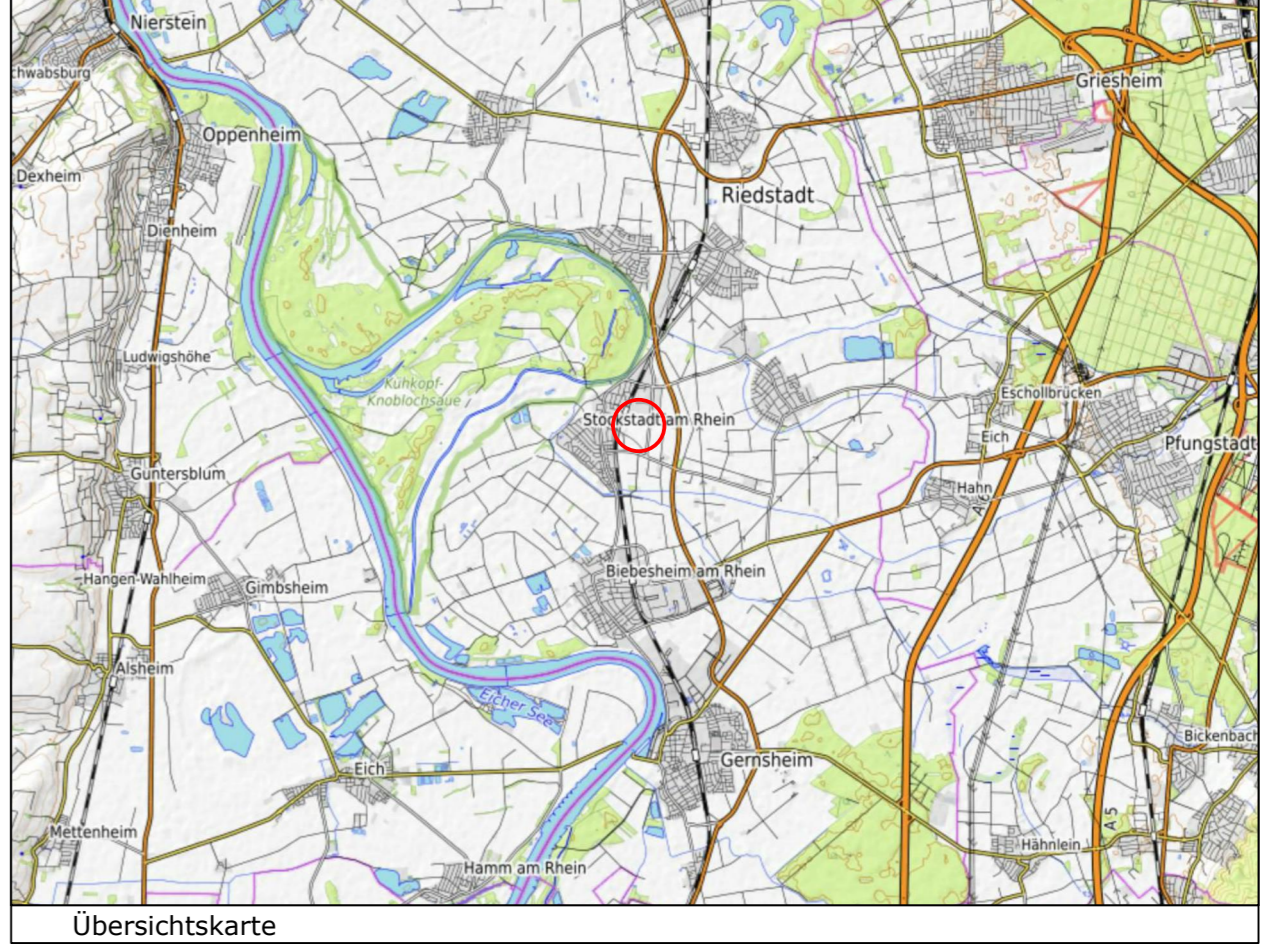 Nierstein
chwabsburg
Griesheim
Oppenheim
Dexheim
Riedstadt
Dienheim
Ludwigshöhe
Kühkopf-
Knoblochsaue
Eschollbrücken
Stockstadt am Rhein
Eich
Pfungstadt
Guntersblum
Hahn
Hangen-Wahlheim
Biebesheim am Rhein
Gimbsheim
Alsheim
Eicher See
Bickenbach
Gernsheim
Eich
A 5
Mettenheim
Hähnlein
Hamm am Rhein
Übersichtskarte